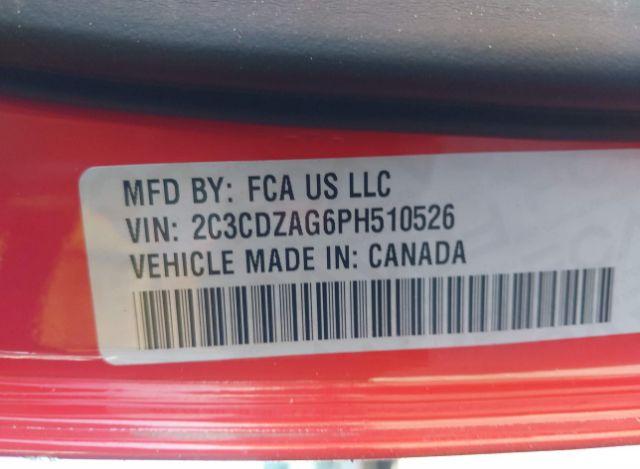 MFD BY: FCA US LLC
VIN: 2C3CDZAG6PH510526
VEHICLE MADE IN: CANADA